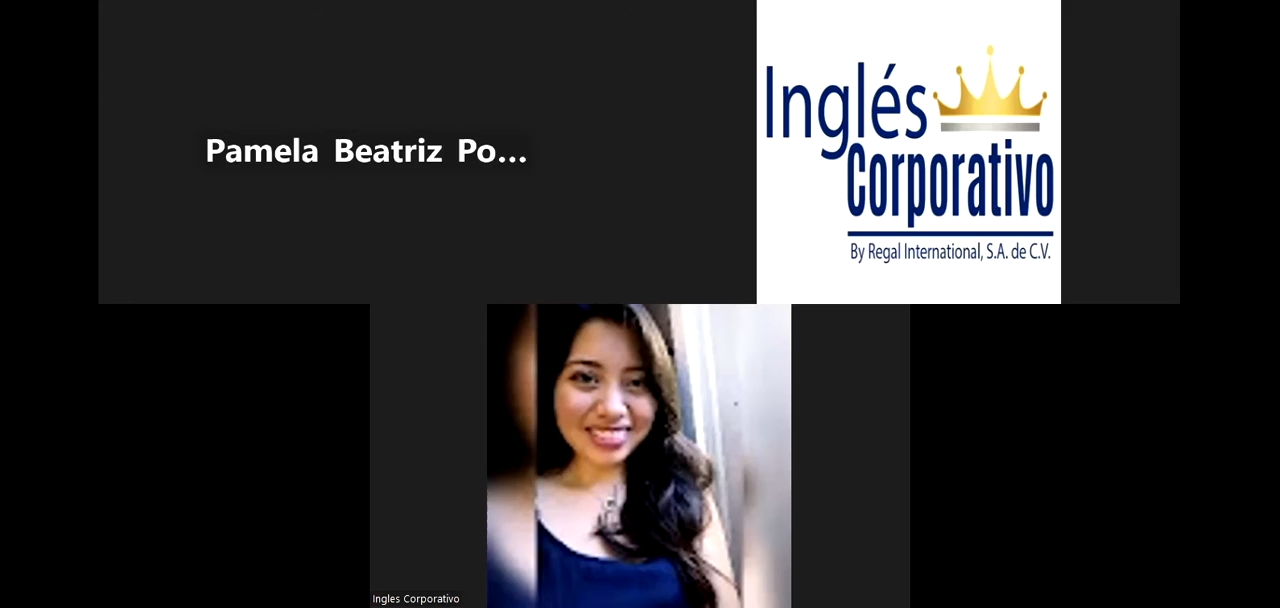 Pamela Beatriz Po...
Inglés
Corporativo
By Regal International, S.A. de C.V.
Ingles Corporativo